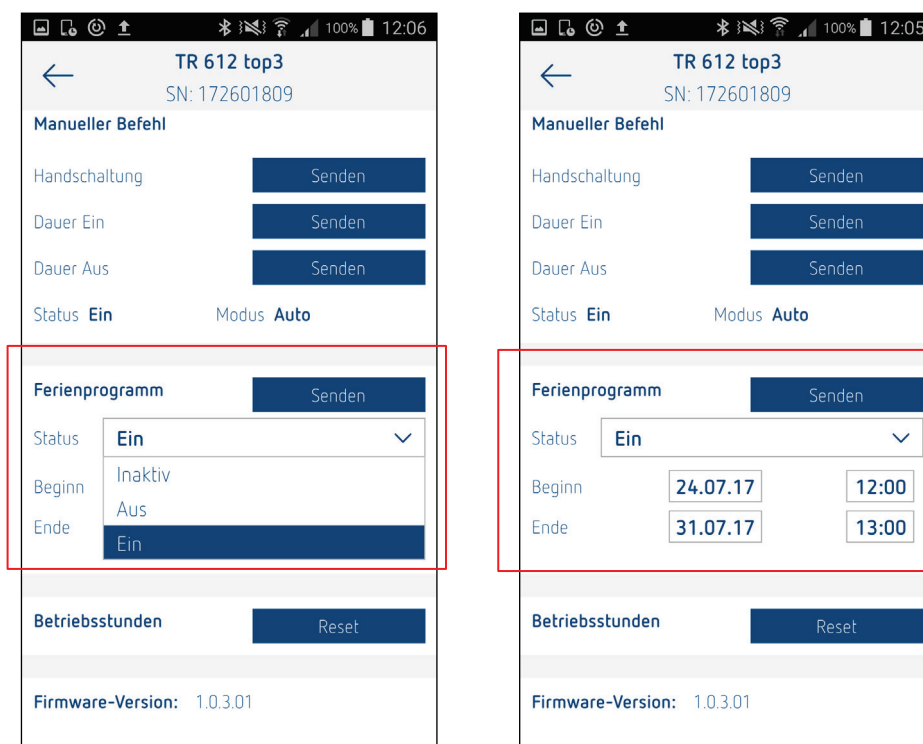 100% 12:06
TR 612 top3
SN: 172601809
Manueller Befehl
Handschaltung Senden
Dauer Ein Senden
Dauer Aus Senden
Status Ein Modus Auto
Ferienprogramm Senden
Status Ein
Inaktiv
Beginn
Aus
Ende
Ein
Betriebsstunden Reset
Firmware-Version: 1.0.3.01
100% 12:05
TR 612 top3
SN: 172601809
Manueller Befehl
Handschaltung Senden
Dauer Ein Senden
Dauer Aus Senden
Status Ein Modus Auto
Ferienprogramm Senden
Status Ein
Beginn 24.07.17 12:00
Ende 31.07.17 13:00
Betriebsstunden Reset
Firmware-Version: 1.0.3.01